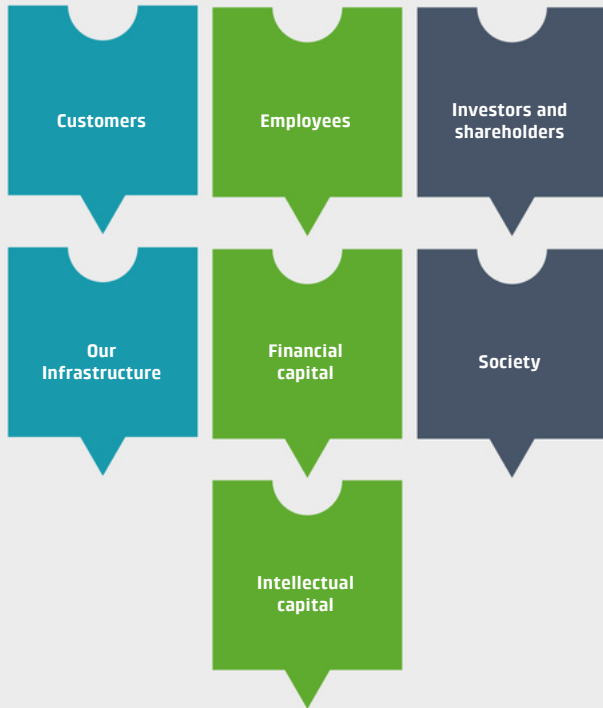 Customers
Employees
Investors and
shareholders
Our
Infrastructure
Financial
capital
Society
Intellectual
capital